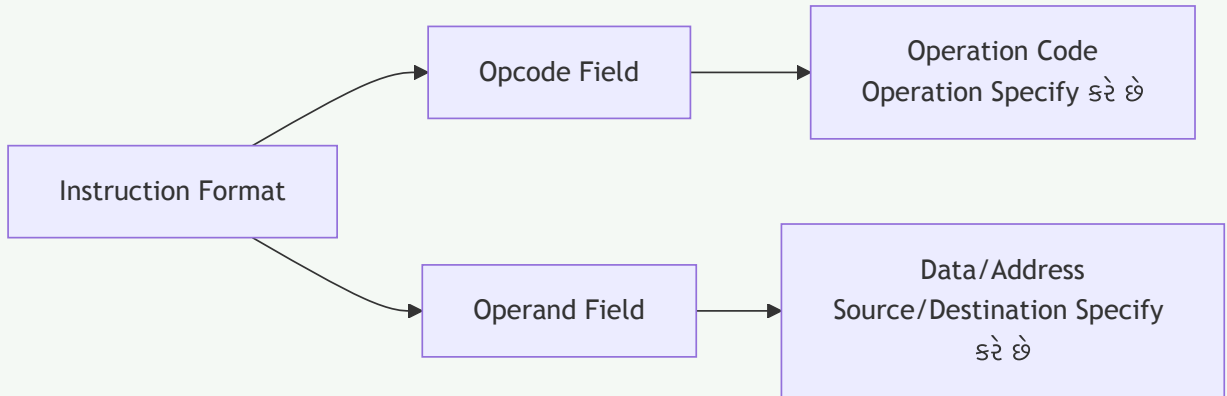 Opcode Field
Operation Code
Operation Specify કરે છે
Instruction Format
Operand Field
Data/Address
Source/Destination Specify
કરે છે